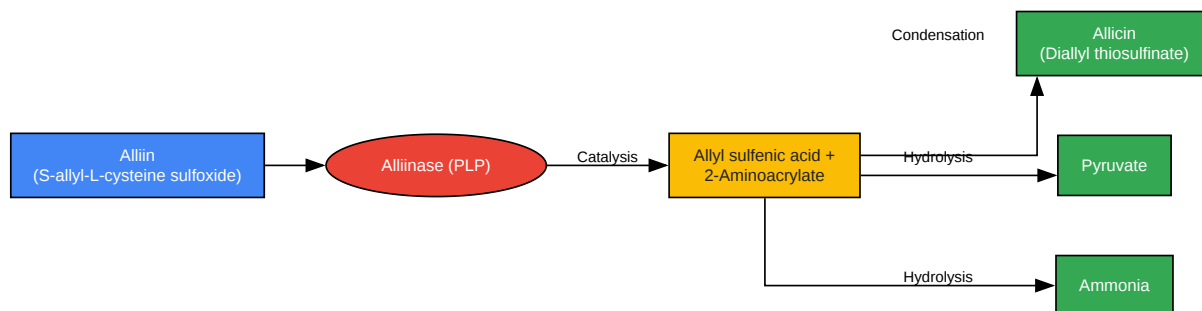 Condensation
Allicin
(Diallyl thiosulfinate)
Alliin
(S-allyl-L-cysteine sulfoxide)
Alliinase (PLP)
Catalysis
Allyl sulfenic acid +
2-Aminoacrylate
Hydrolysis
Pyruvate
Hydrolysis
Ammonia